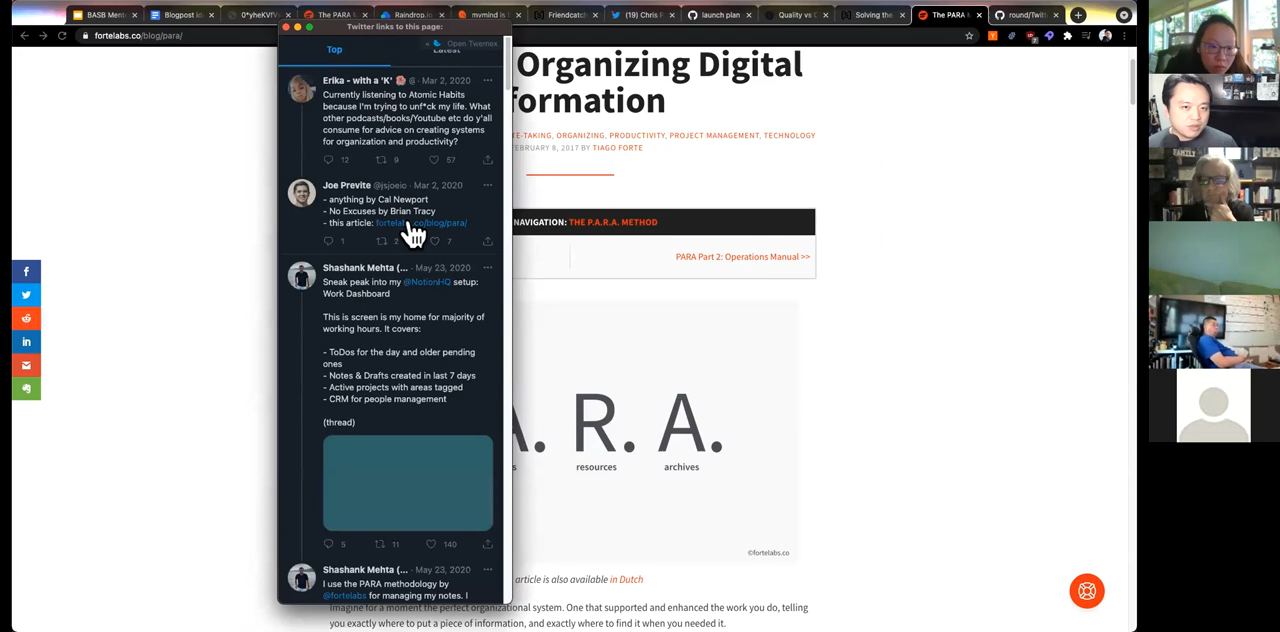 BASB Mento
Blogpost id
0*yheKVfV
The PARA M
Raindrop.io
mymind is
Friendcatch
(19) Chris F
launch plan
Quality vs C
Solving the
The PARA M
round/Twitt
fortelabs.co/blog/para/
Twitter links to this page:
Top
Latest
Open Twemex
Erika - with a 'K' 🌺 @ · Mar 2, 2020
Currently listening to Atomic Habits
because I'm trying to unf*ck my life. What
other podcasts/books/Youtube etc do y'all
consume for advice on creating systems
for organization and productivity?
12 9 57
Joe Previte @jsjoeio · Mar 2, 2020
- anything by Cal Newport
- No Excuses by Brian Tracy
- this article: fortelabs.co/blog/para/
1 2 7
Shashank Mehta (... · May 23, 2020
Sneak peak into my @NotionHQ setup:
Work Dashboard
This is screen is my home for majority of
working hours. It covers:
- ToDos for the day and older pending
ones
- Notes & Drafts created in last 7 days
- Active projects with areas tagged
- CRM for people management
(thread)
5 11 140
Shashank Mehta (... · May 23, 2020
I use the PARA methodology by
@fortelabs for managing my notes. I
Organizing Digital
formation
TE-TAKING, ORGANIZING, PRODUCTIVITY, PROJECT MANAGEMENT, TECHNOLOGY
FEBRUARY 8, 2017 BY TIAGO FORTE
NAVIGATION: THE P.A.R.A. METHOD
PARA Part 2: Operations Manual >>
A. R. A.
s resources archives
©fortelabs.co
article is also available in Dutch
Imagine for a moment the perfect organizational system. One that supported and enhanced the work you do, telling
you exactly where to put a piece of information, and exactly where to find it when you needed it.
FAMILY